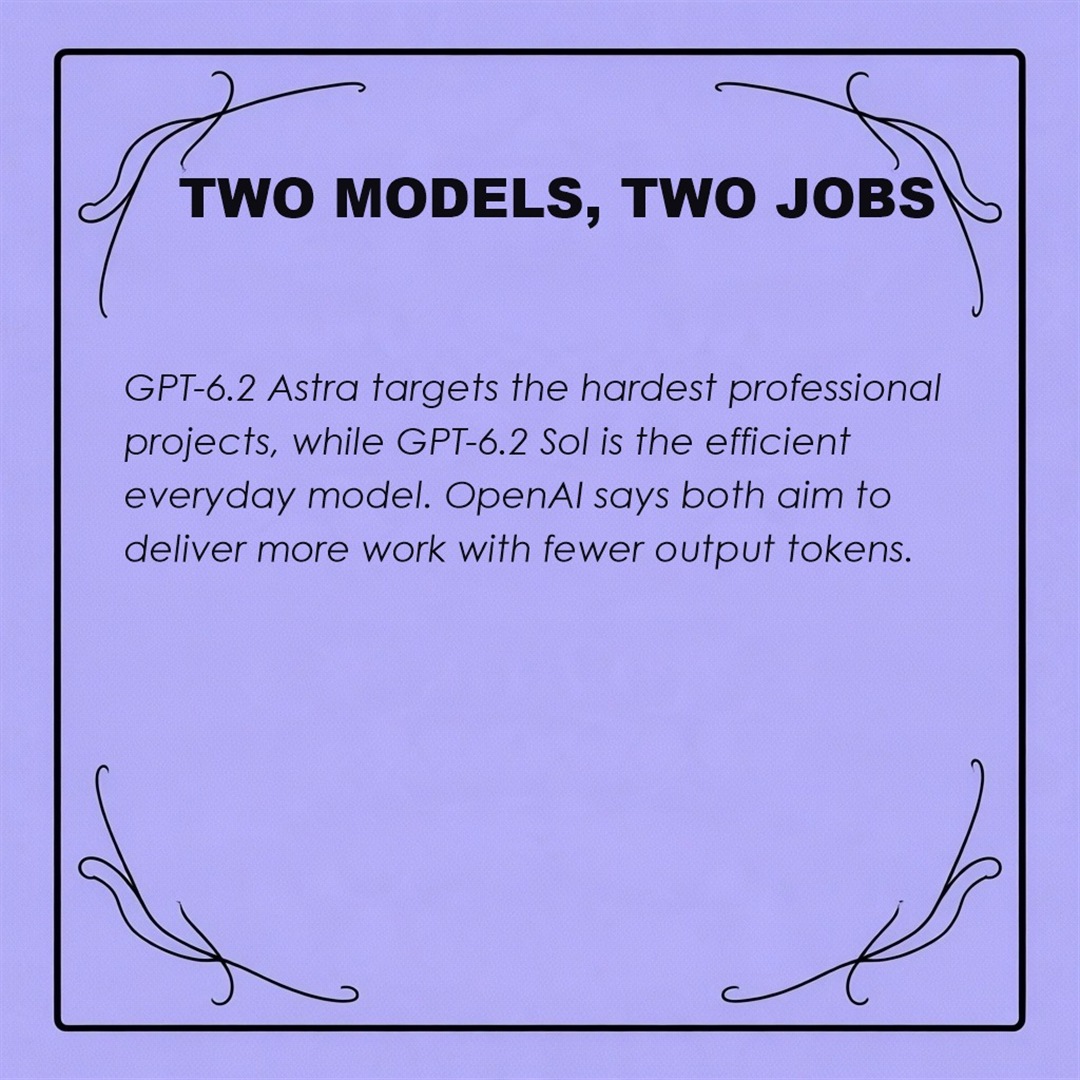 TWO MODELS, TWO JOBS
GPT-6.2 Astra targets the hardest professional
projects, while GPT-6.2 Sol is the efficient
everyday model. OpenAI says both aim to
deliver more work with fewer output tokens.